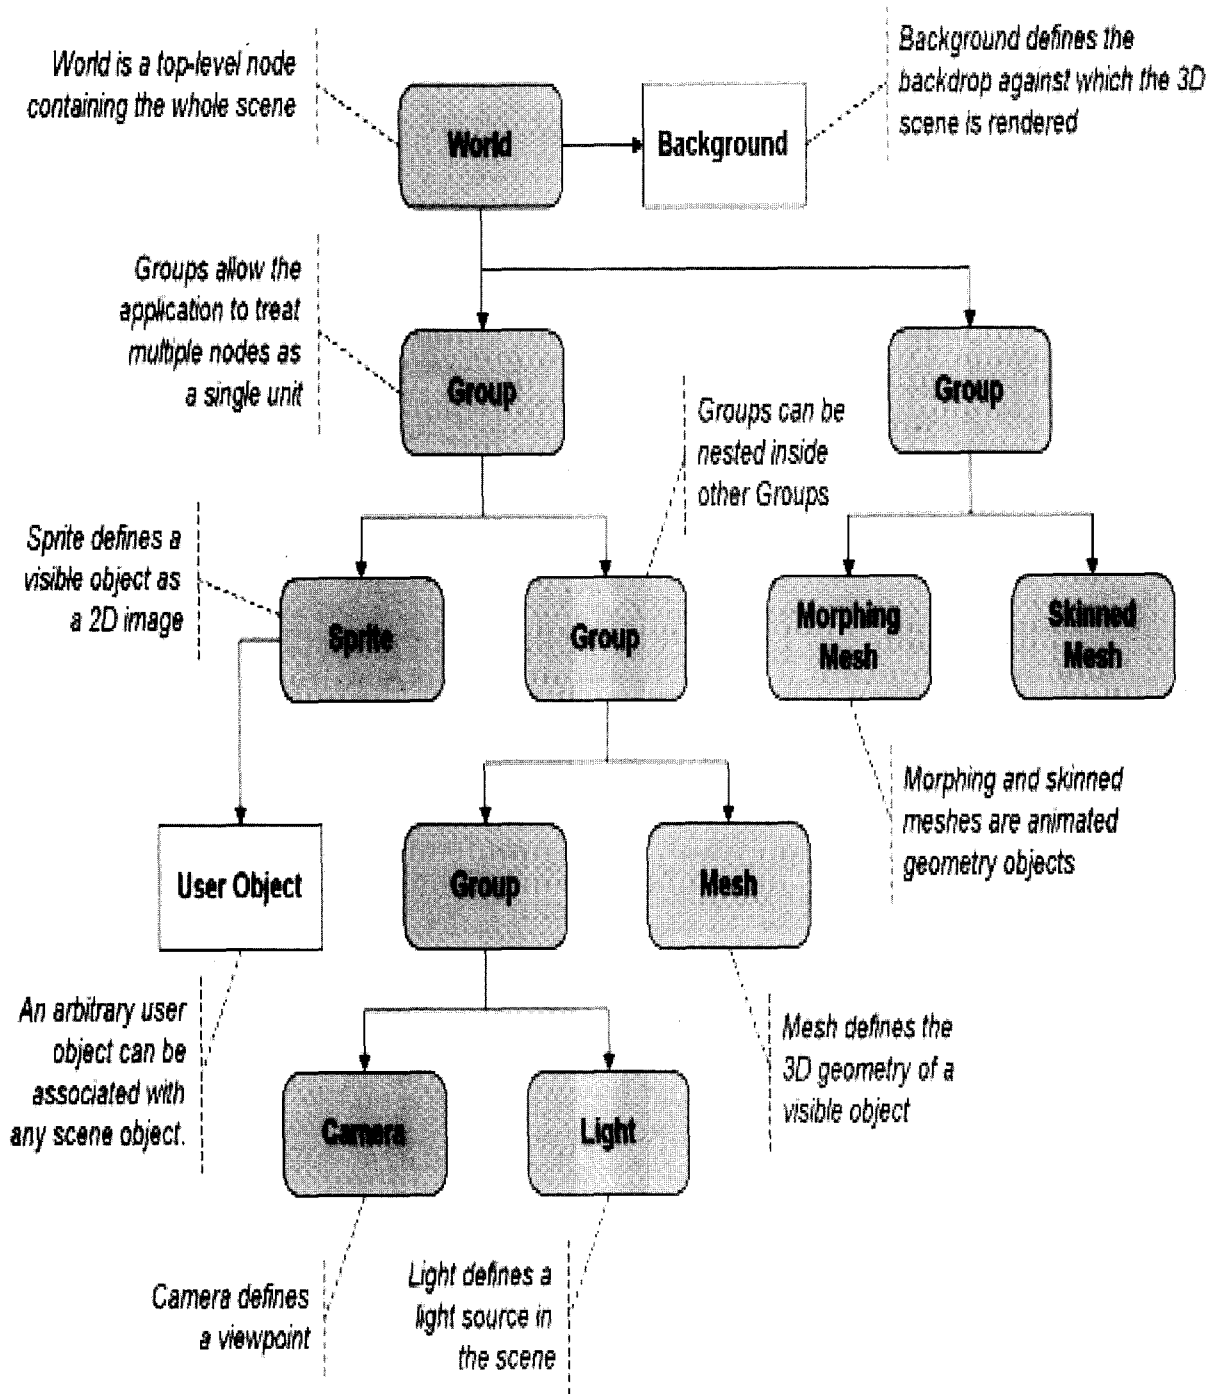 World is a top-level node
containing the whole scene
Background defines the
backdrop against which the 3D
scene is rendered
World
Background
Groups allow the
application to treat
multiple nodes as
a single unit
Group
Group
Groups can be
nested inside
other Groups
Sprite defines a
visible object as
a 2D image
Sprite
Group
Morphing
Mesh
Skinned
Mesh
Morphing and skinned
meshes are animated
geometry objects
User Object
Group
Mesh
An arbitrary user
object can be
associated with
any scene object.
Mesh defines the
3D geometry of a
visible object
Camera
Light
Camera defines
a viewpoint
Light defines a
light source in
the scene